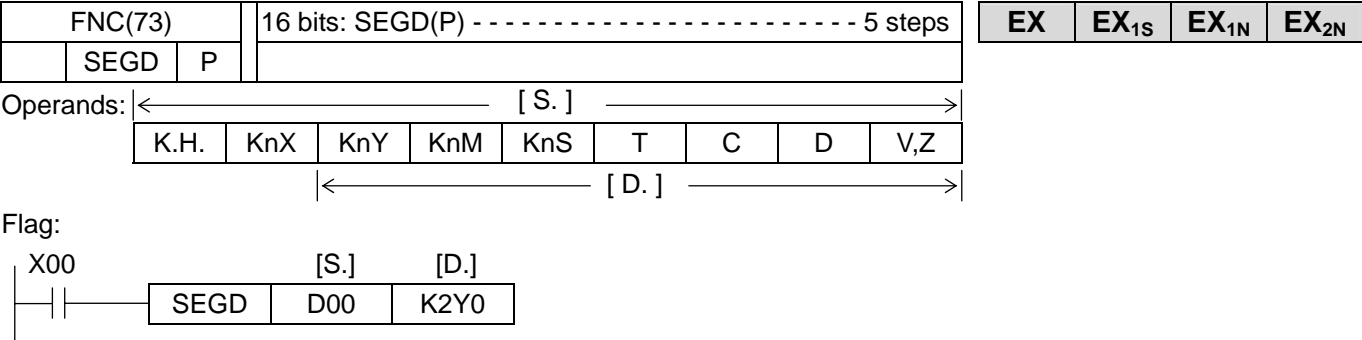 FNC(73) 16 bits: SEGD(P) - - - - - - - - - - - - - - - - - - - - - - - - - 5 steps EX EX1S EX1N EX2N
SEGD P
Operands: [ S. ]
K.H. KnX KnY KnM KnS T C D V,Z
[ D. ]
Flag:
X00 [S.] [D.]
SEGD D00 K2Y0